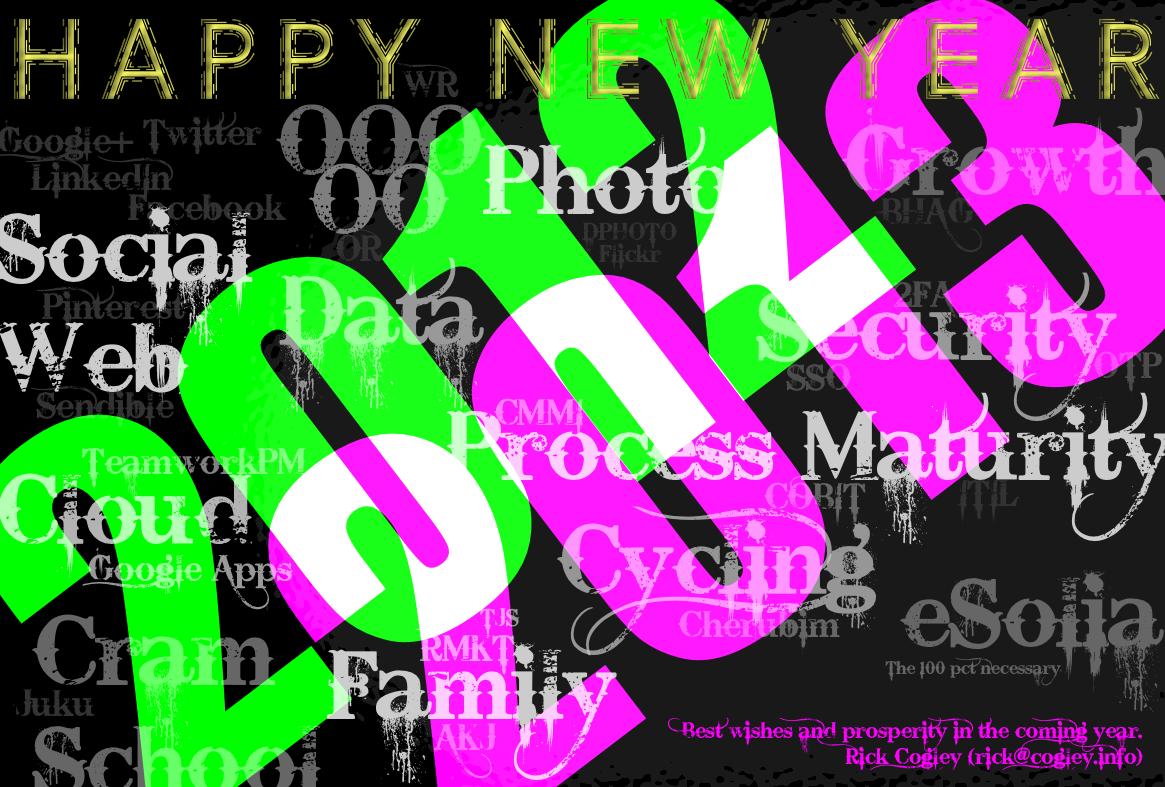 HAPPY NEW YEAR
WR
Google+ Twitter
OOO
OO
LinkedIn
Facebook
Photo
Growth
BHAG
DPHOTO
Flickr
OR
Social
Pinterest
Data
2FA
Security
OTP
SSO
Web
Sendible
CMMI
Process Maturity
COBIT
ITIL
TeamworkPM
Cloud
Google Apps
Cycling
Cherubim
eSolia
The 100 pct necessary
Cram
Juku
School
TJS
RMKT
Family
AKJ
2012
2013
Best wishes and prosperity in the coming year.
Rick Cogley (rick@cogley.info)